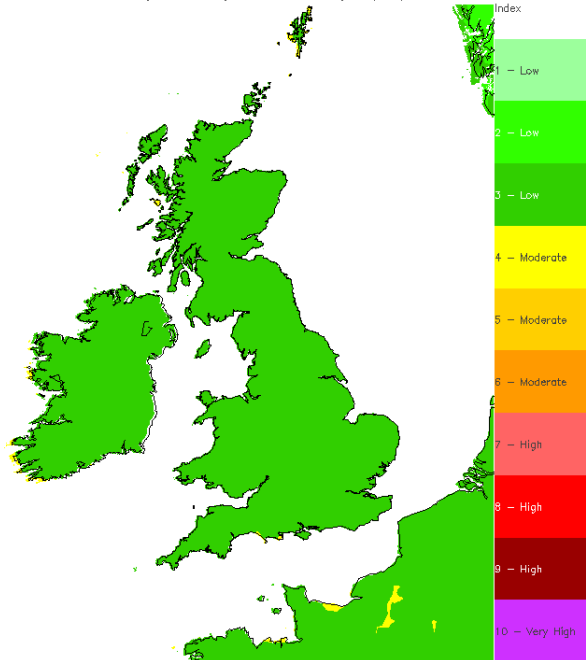 Index
1 - Low
2 - Low
3 - Low
4 - Moderate
5 - Moderate
6 - Moderate
7 - High
8 - High
9 - High
10 - Very High